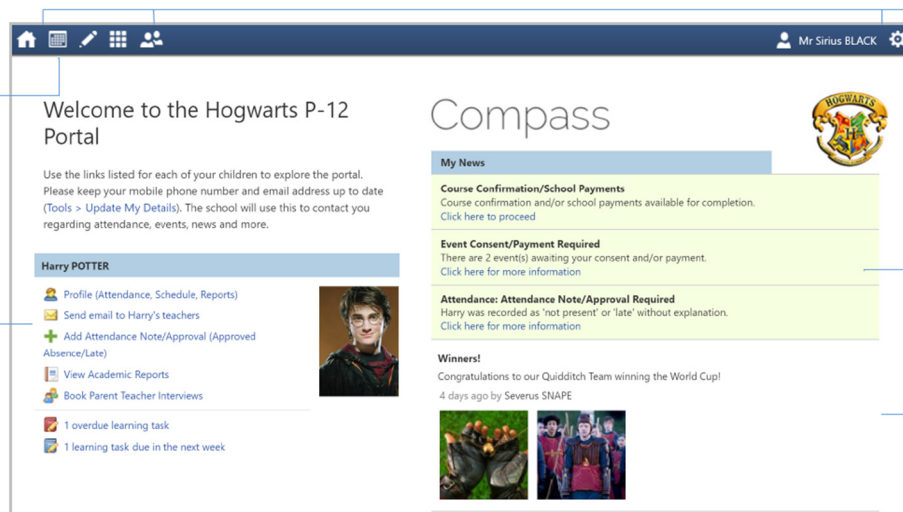 Mr Sirius BLACK
Welcome to the Hogwarts P-12
Portal
Use the links listed for each of your children to explore the portal.
Please keep your mobile phone number and email address up to date
(Tools > Update My Details). The school will use this to contact you
regarding attendance, events, news and more.
Harry POTTER
Profile (Attendance, Schedule, Reports)
Send email to Harry's teachers
Add Attendance Note/Approval (Approved
Absence/Late)
View Academic Reports
Book Parent Teacher Interviews
1 overdue learning task
1 learning task due in the next week
Compass
HOGWARTS
H
My News
Course Confirmation/School Payments
Course confirmation and/or school payments available for completion.
Click here to proceed
Event Consent/Payment Required
There are 2 event(s) awaiting your consent and/or payment.
Click here for more information
Attendance: Attendance Note/Approval Required
Harry was recorded as 'not present' or 'late' without explanation.
Click here for more information
Winners!
Congratulations to our Quidditch Team winning the World Cup!
4 days ago by Severus SNAPE